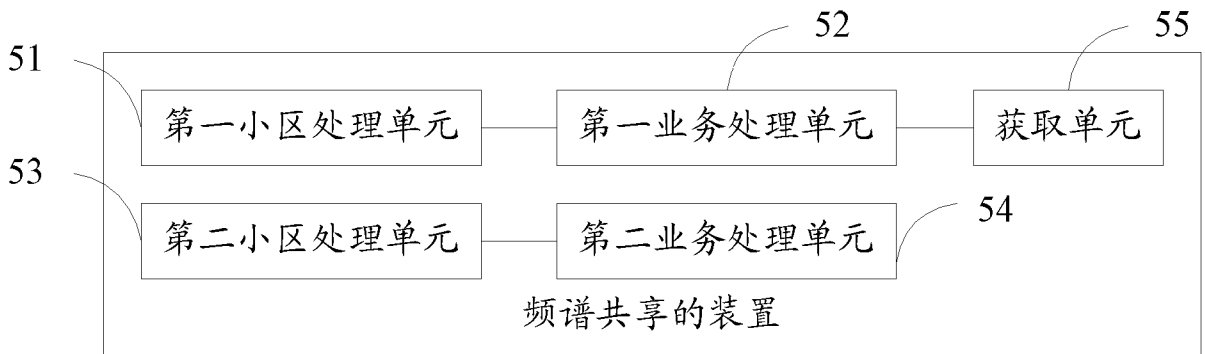 52
55
51
第一小区处理单元
第一业务处理单元
获取单元
53
第二小区处理单元
第二业务处理单元
54
频谱共享的装置